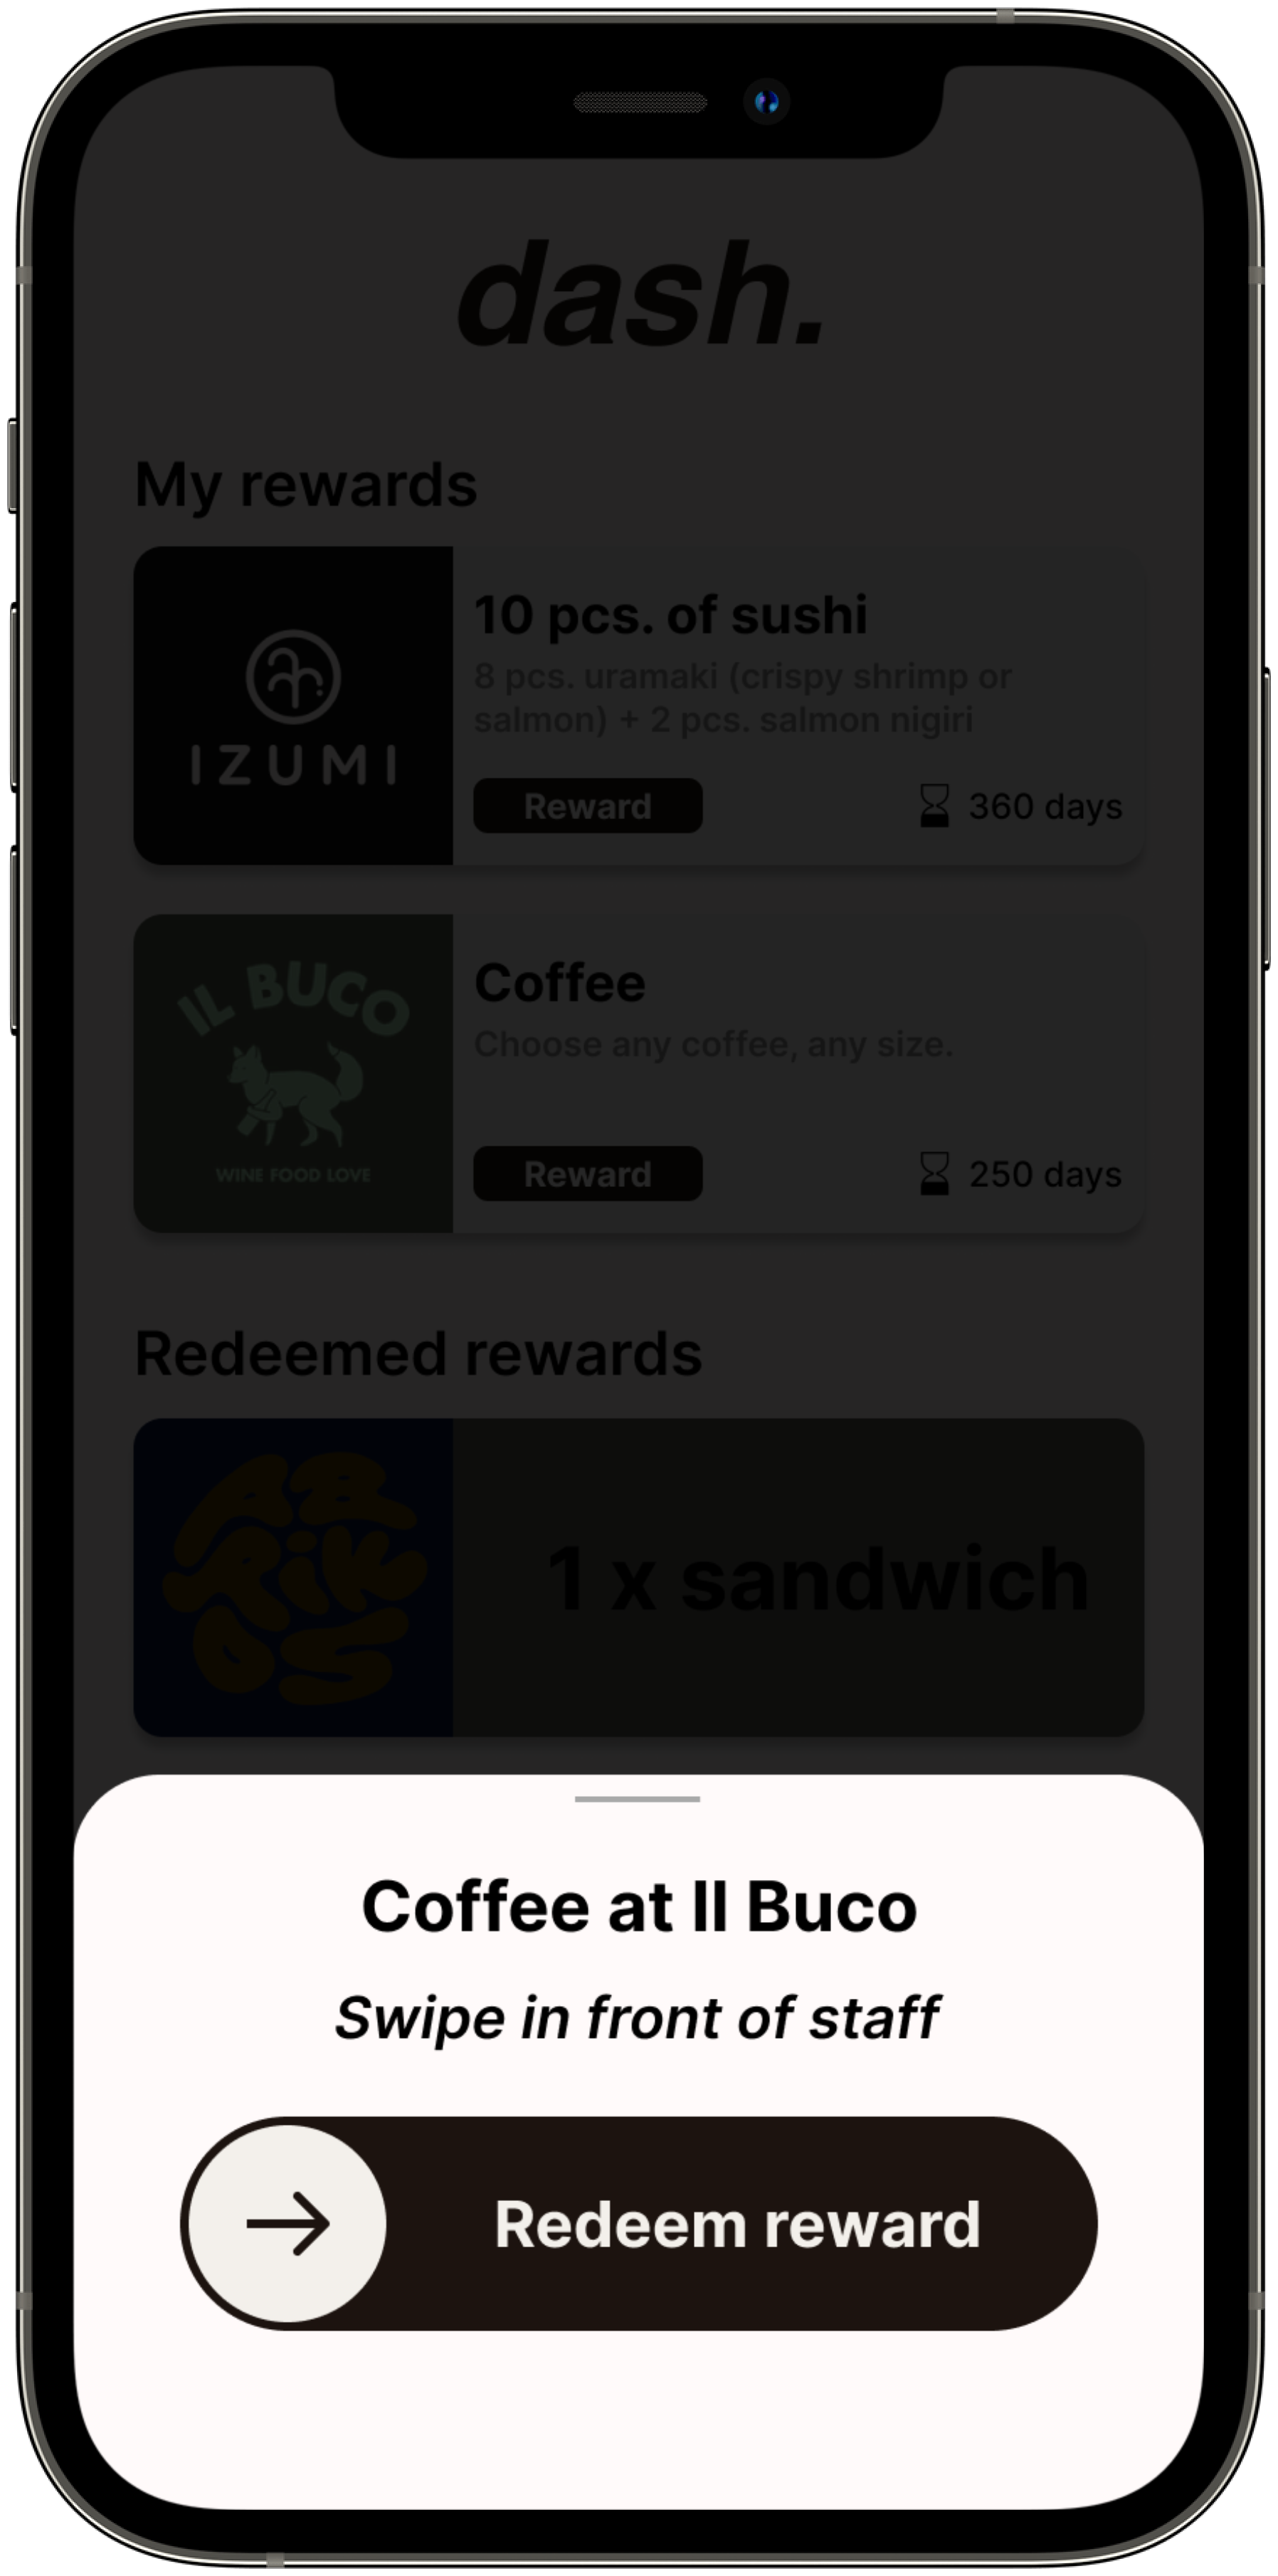 dash.
My rewards
IZUMI
10 pcs. of sushi
8 pcs. uramaki (crispy shrimp or
salmon) + 2 pcs. salmon nigiri
Reward
360 days
IL BUCO
WINE FOOD LOVE
Coffee
Choose any coffee, any size.
Reward
250 days
Redeemed rewards
ABRiKOS
1 x sandwich
Coffee at Il Buco
Swipe in front of staff
Redeem reward